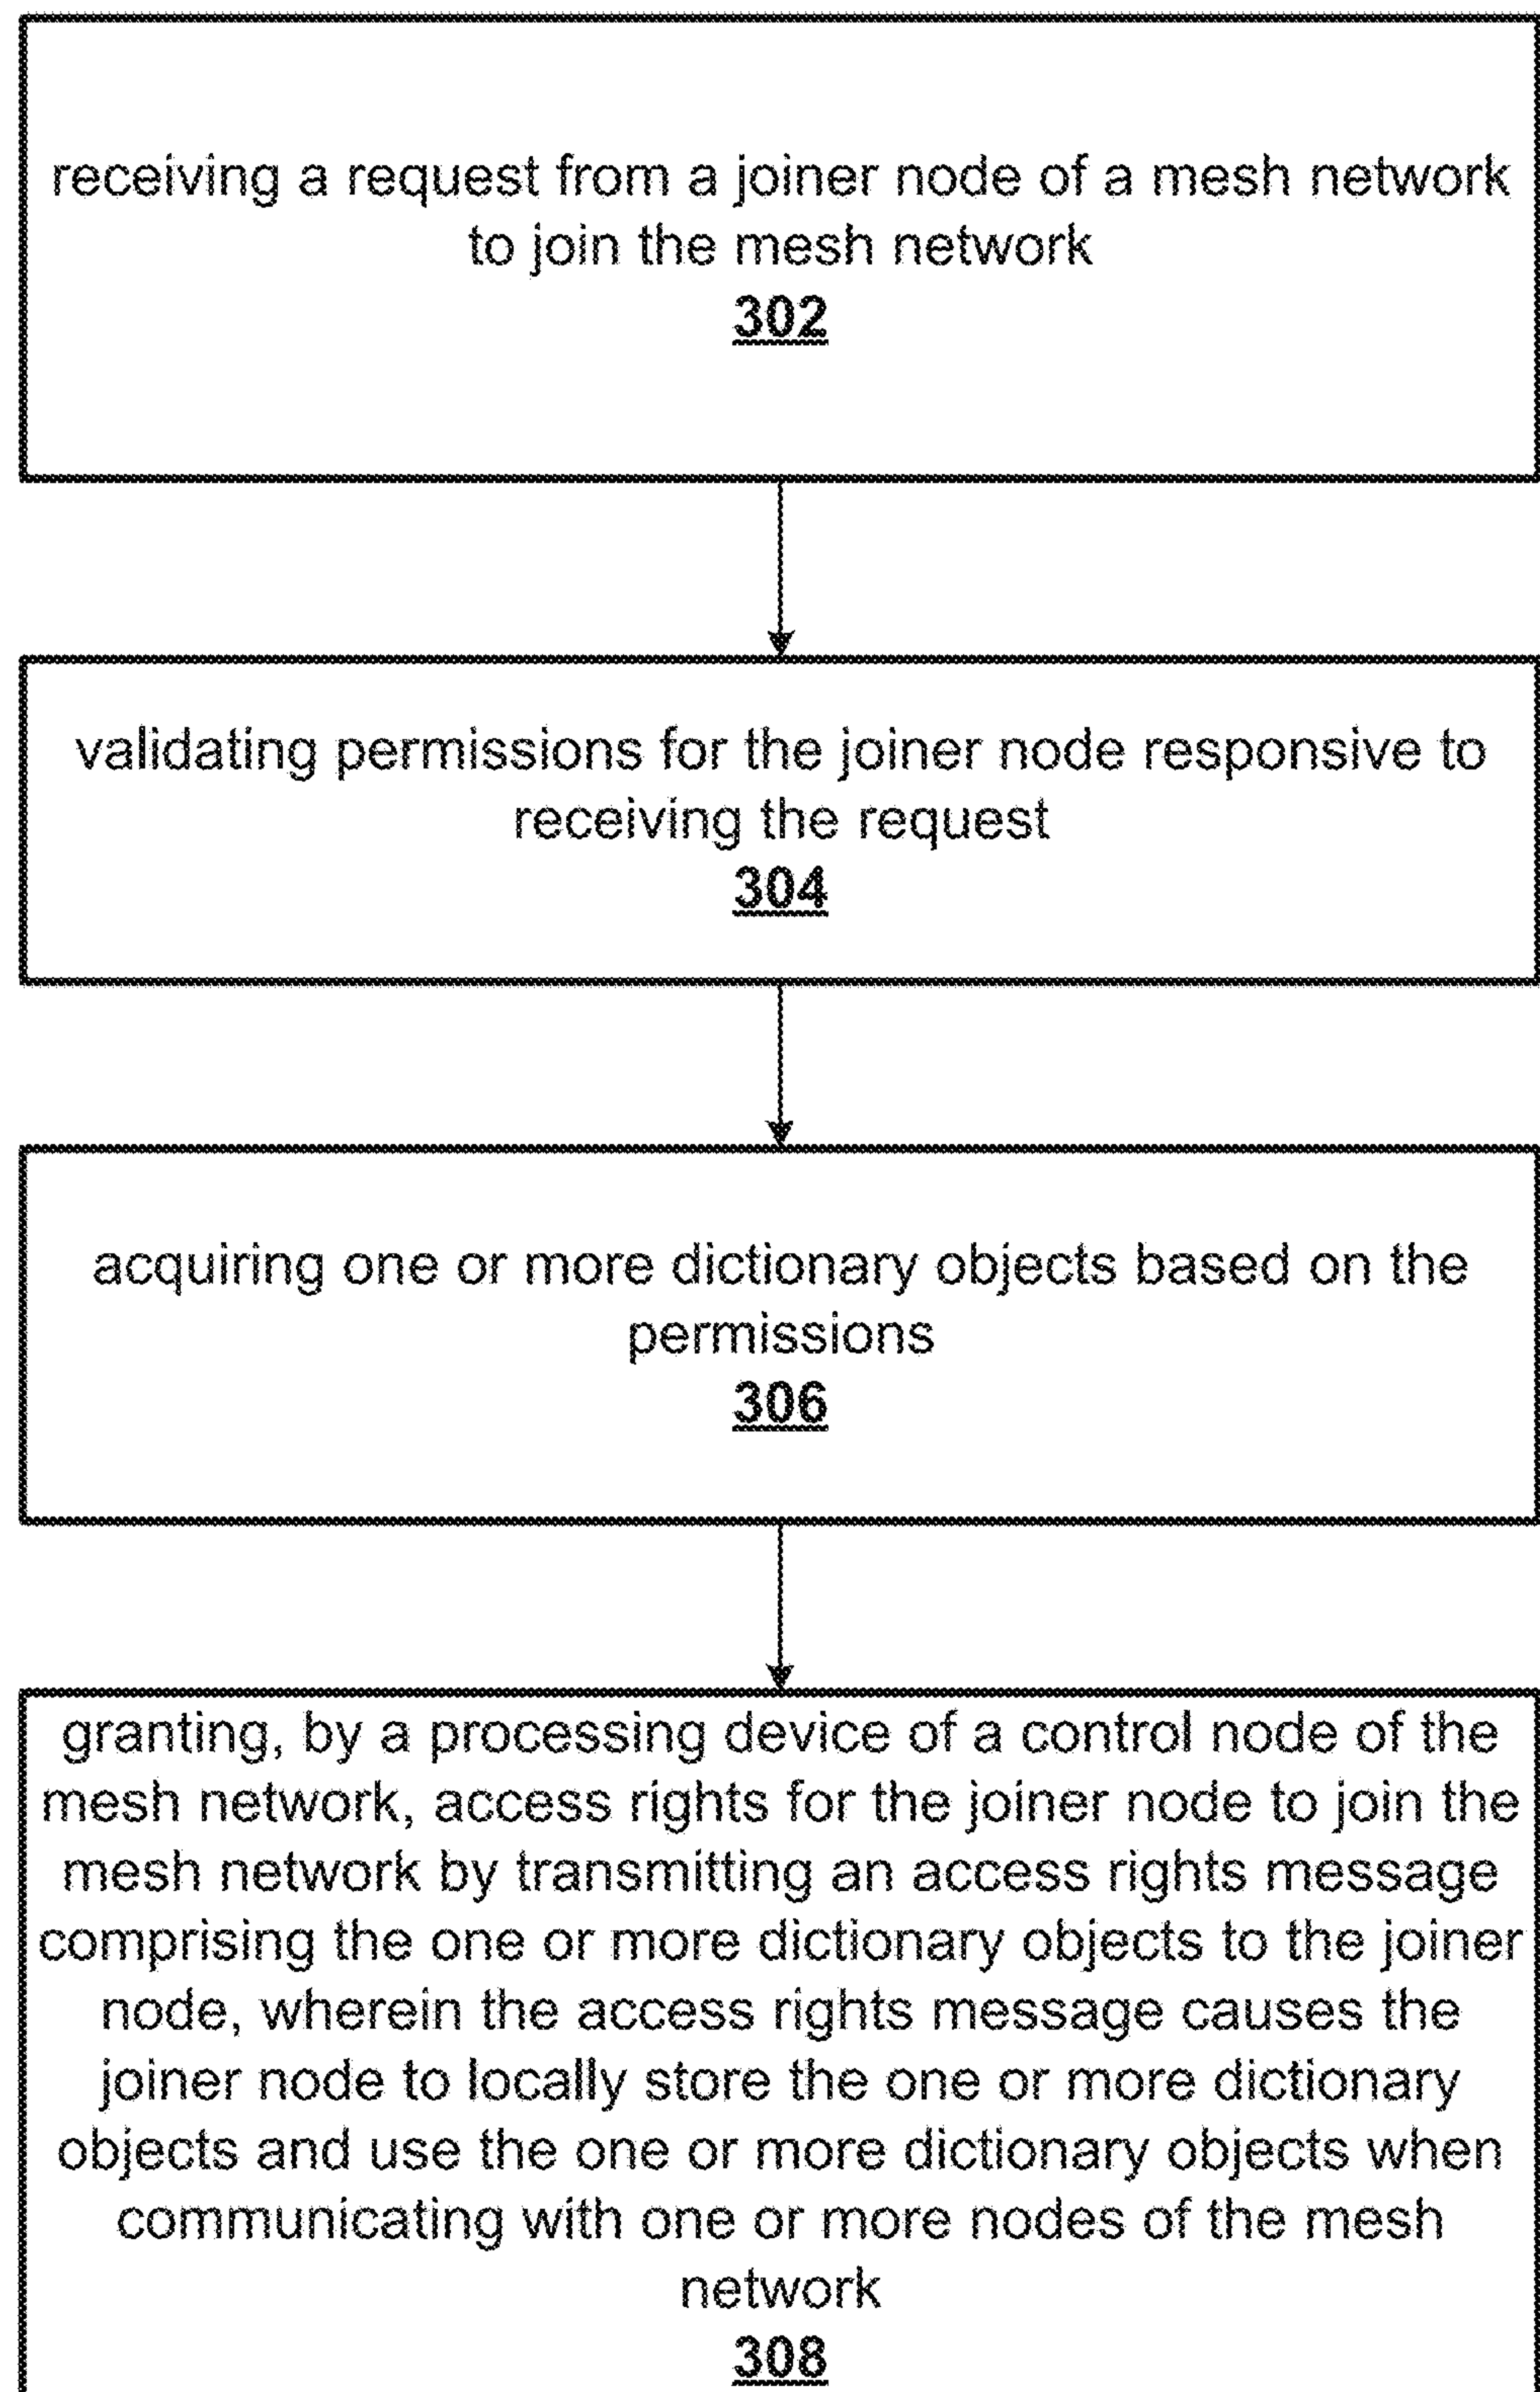 receiving a request from a joiner node of a mesh network
to join the mesh network
302
validating permissions for the joiner node responsive to
receiving the request
304
acquiring one or more dictionary objects based on the
permissions
306
granting, by a processing device of a control node of the
mesh network, access rights for the joiner node to join the
mesh network by transmitting an access rights message
comprising the one or more dictionary objects to the joiner
node, wherein the access rights message causes the
joiner node to locally store the one or more dictionary
objects and use the one or more dictionary objects when
communicating with one or more nodes of the mesh
network
308